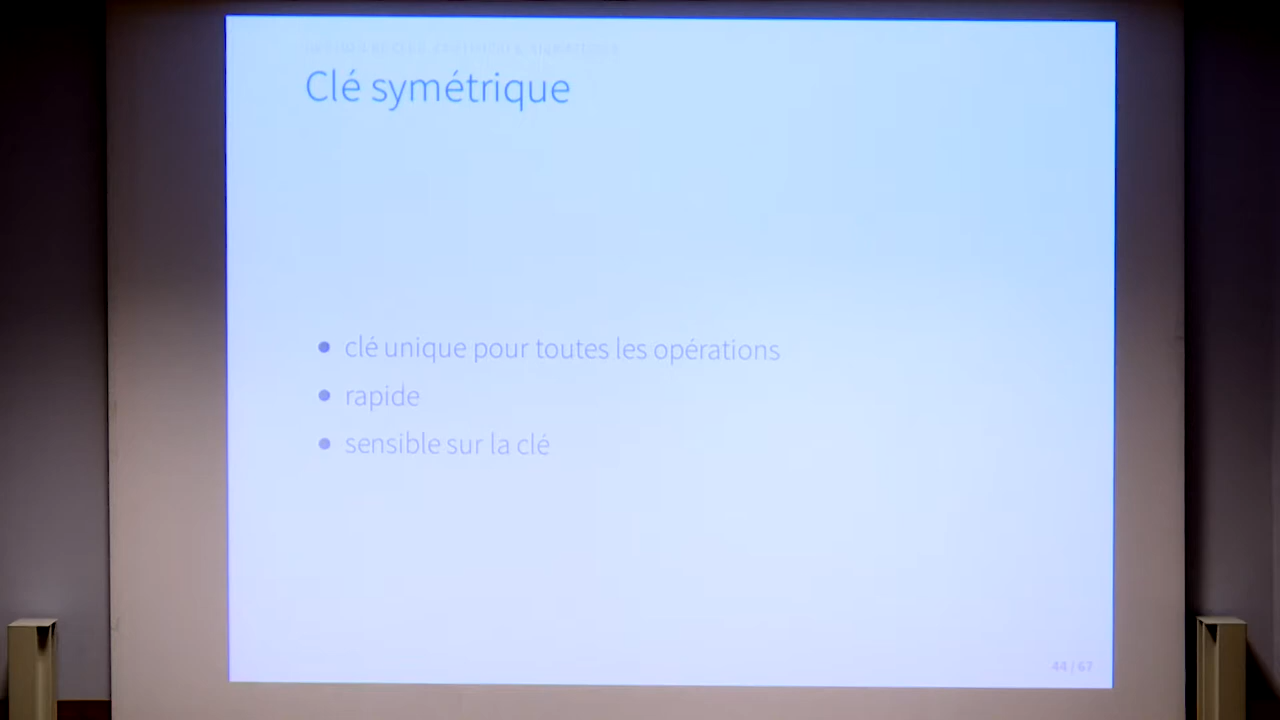 Clé symétrique
clé unique pour toutes les opérations
rapide
sensible sur la clé
44 | 67